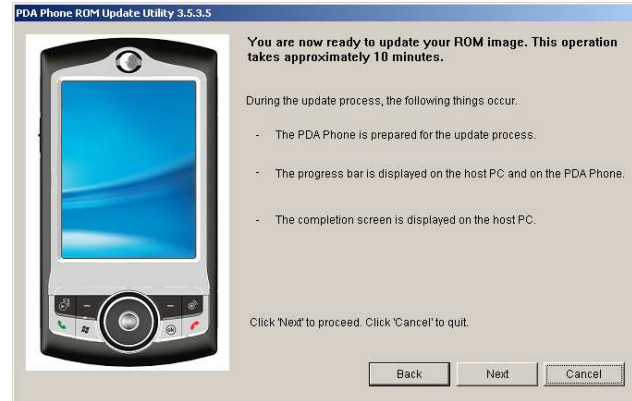 PDA Phone ROM Update Utility 3.5.3.5
You are now ready to update your ROM image. This operation
takes approximately 10 minutes.
During the update process, the following things occur.
- The PDA Phone is prepared for the update process.
- The progress bar is displayed on the host PC and on the PDA Phone.
- The completion screen is displayed on the host PC.
Click 'Next' to proceed. Click 'Cancel' to quit.
Back Next Cancel
ok